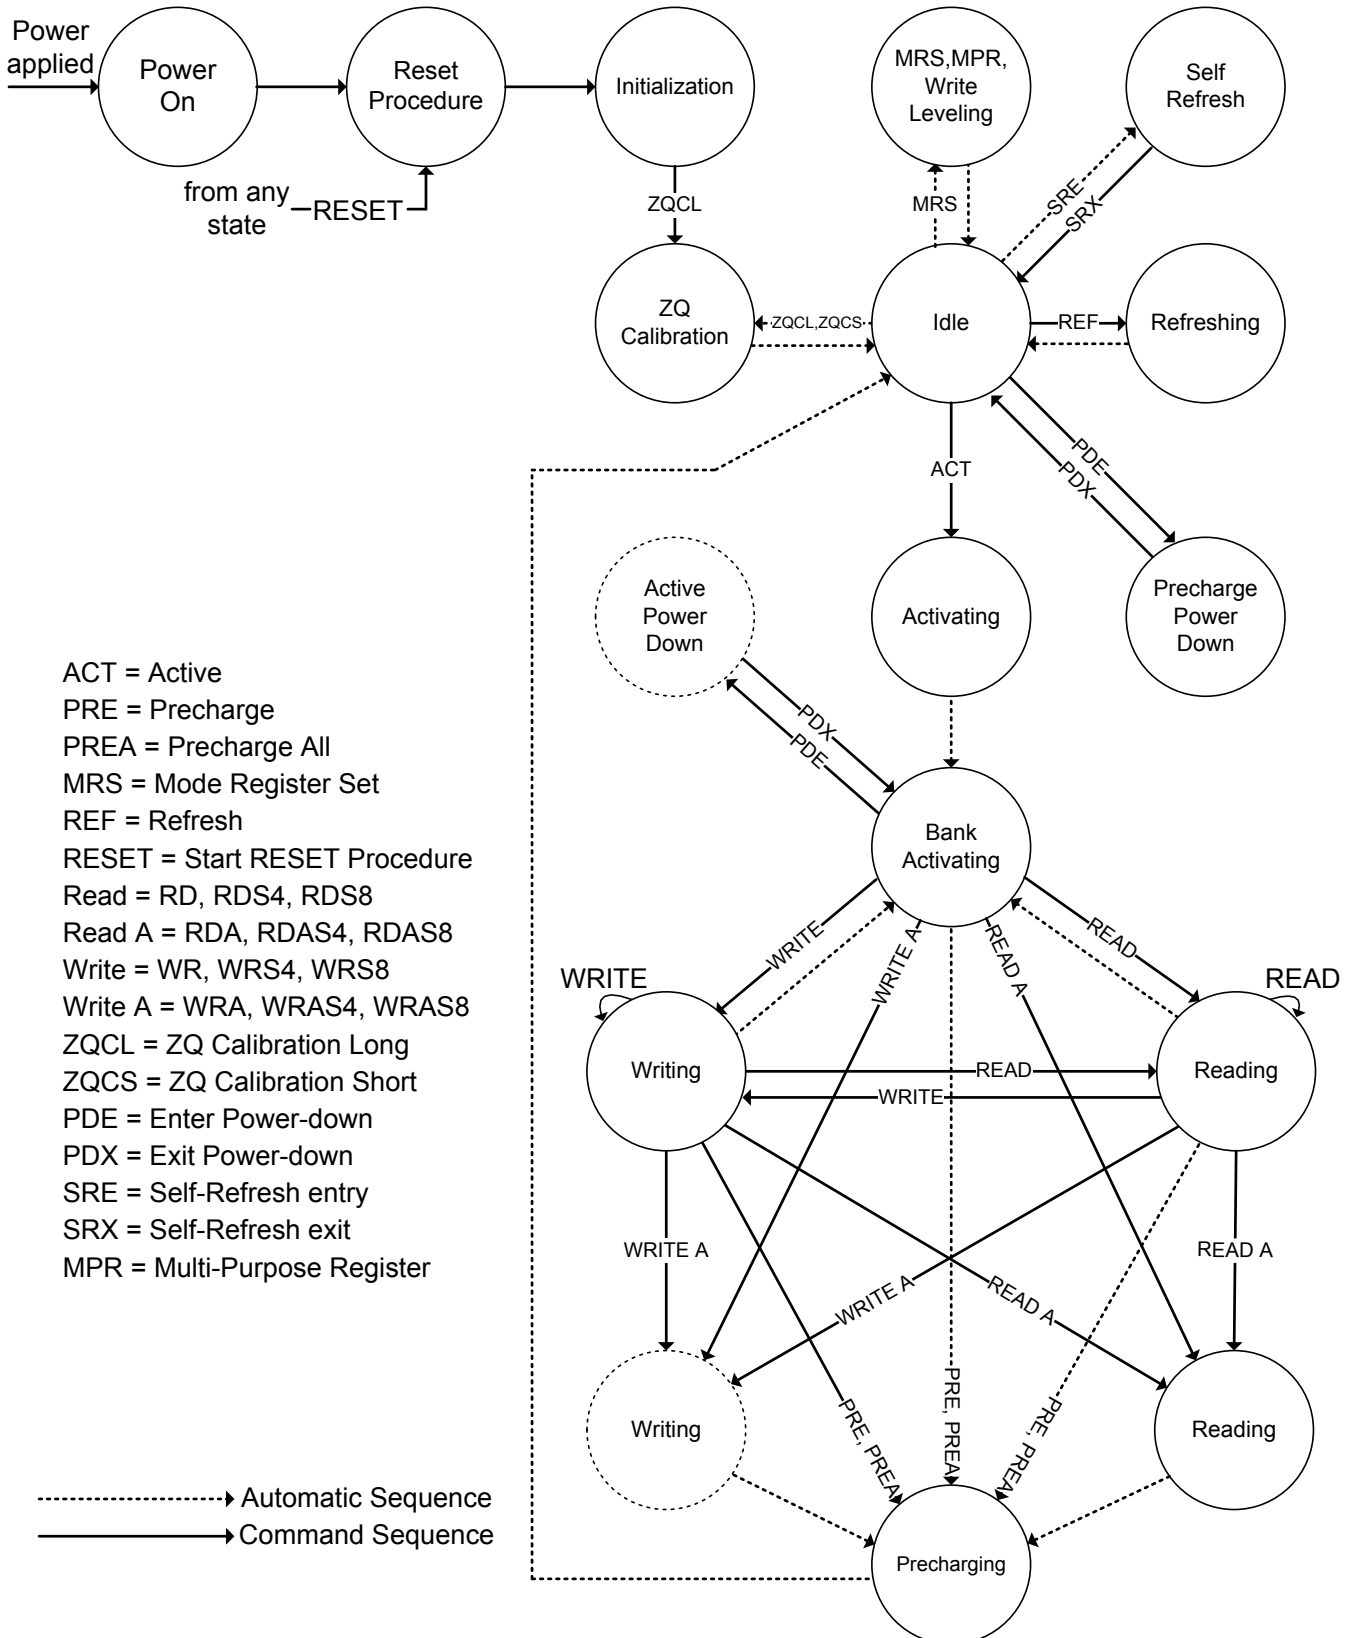 Power
applied
Power
On
Reset
Procedure
Initialization
MRS,MPR,
Write
Leveling
Self
Refresh
from any
state
RESET
ZQCL
MRS
SRE
SRX
ZQ
Calibration
ZQCL,ZQCS
Idle
REF
Refreshing
ACT
PDE
PDX
Active
Power
Down
Activating
Precharge
Power
Down
ACT = Active
PRE = Precharge
PREA = Precharge All
MRS = Mode Register Set
REF = Refresh
RESET = Start RESET Procedure
Read = RD, RDS4, RDS8
Read A = RDA, RDAS4, RDAS8
Write = WR, WRS4, WRS8
Write A = WRA, WRAS4, WRAS8
ZQCL = ZQ Calibration Long
ZQCS = ZQ Calibration Short
PDE = Enter Power-down
PDX = Exit Power-down
SRE = Self-Refresh entry
SRX = Self-Refresh exit
MPR = Multi-Purpose Register
PDX
PDE
Bank
Activating
WRITE
WRITE A
READ A
READ
WRITE
READ
Writing
READ
WRITE
Reading
WRITE A
WRITE A
READ A
READ A
PRE, PREA
PRE, PREA
PRE, PREA
Writing
Reading
Precharging
Automatic Sequence
Command Sequence